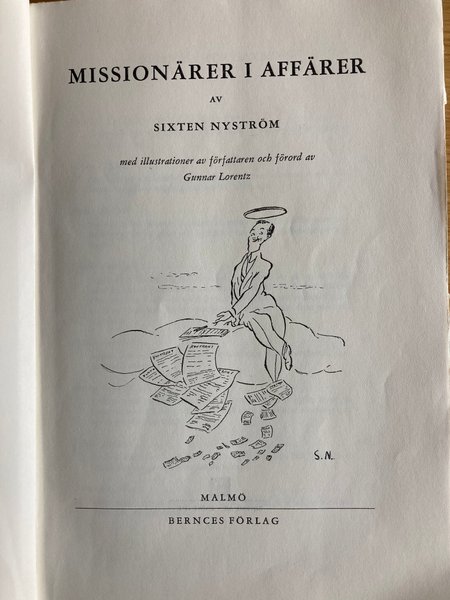 MISSIONÄRER I AFFÄRER
AV
SIXTEN NYSTRÖM
med illustrationer av författaren och förord av
Gunnar Lorentz
S.N.
MALMÖ
BERNCES FÖRLAG